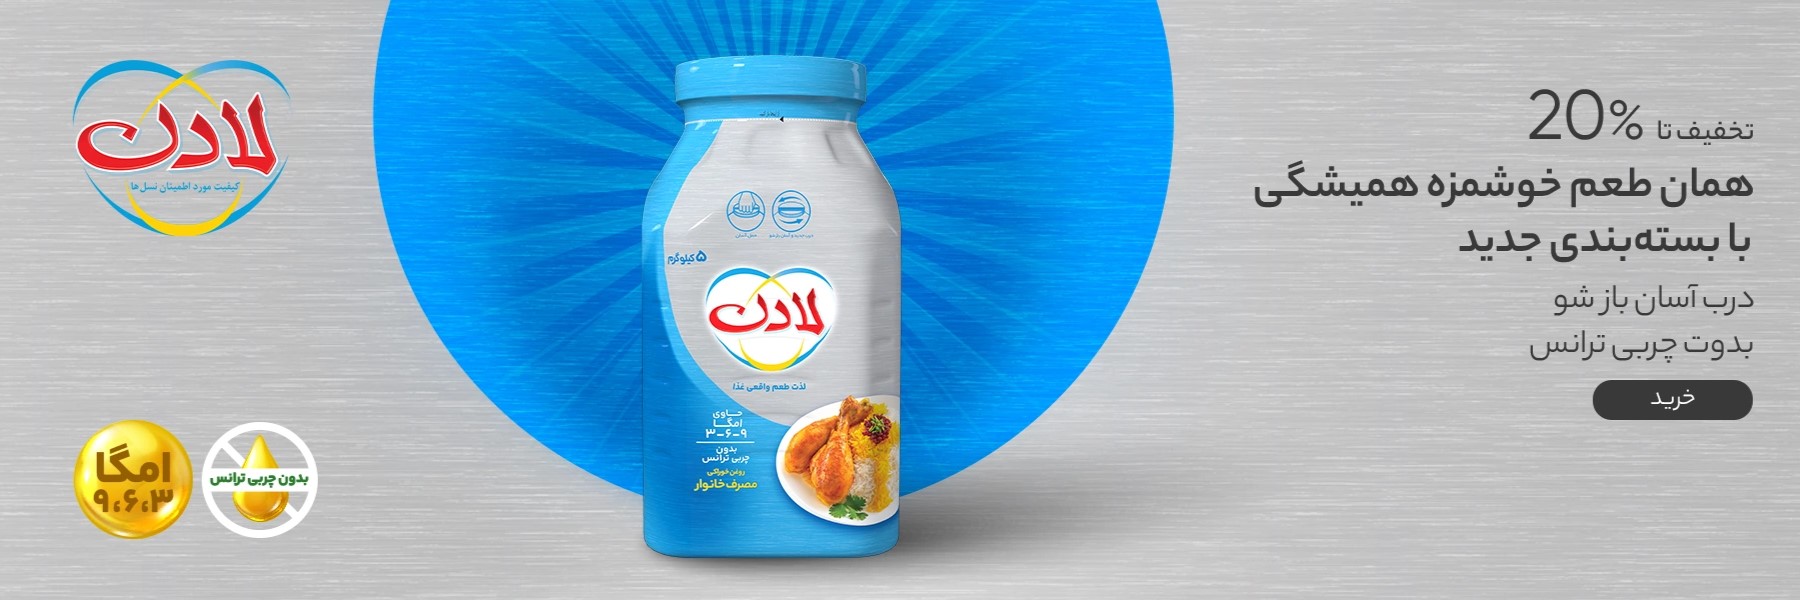 تخفیف تا 20%
همان طعم خوشمزه همیشگی
با بسته‌بندی جدید
درب آسان باز شو
بدوت چربی ترانس
خرید
لادن
کیفیت مورد اطمینان نسل ها
۵ کیلوگرم
لادن
لذت طعم واقعی غذا
حاوی
امگا
۳-۶-۹
بدون
چربی ترانس
روغن خوراکی
مصرف خانوار
بدون چربی ترانس
امگا
۹،۶،۳